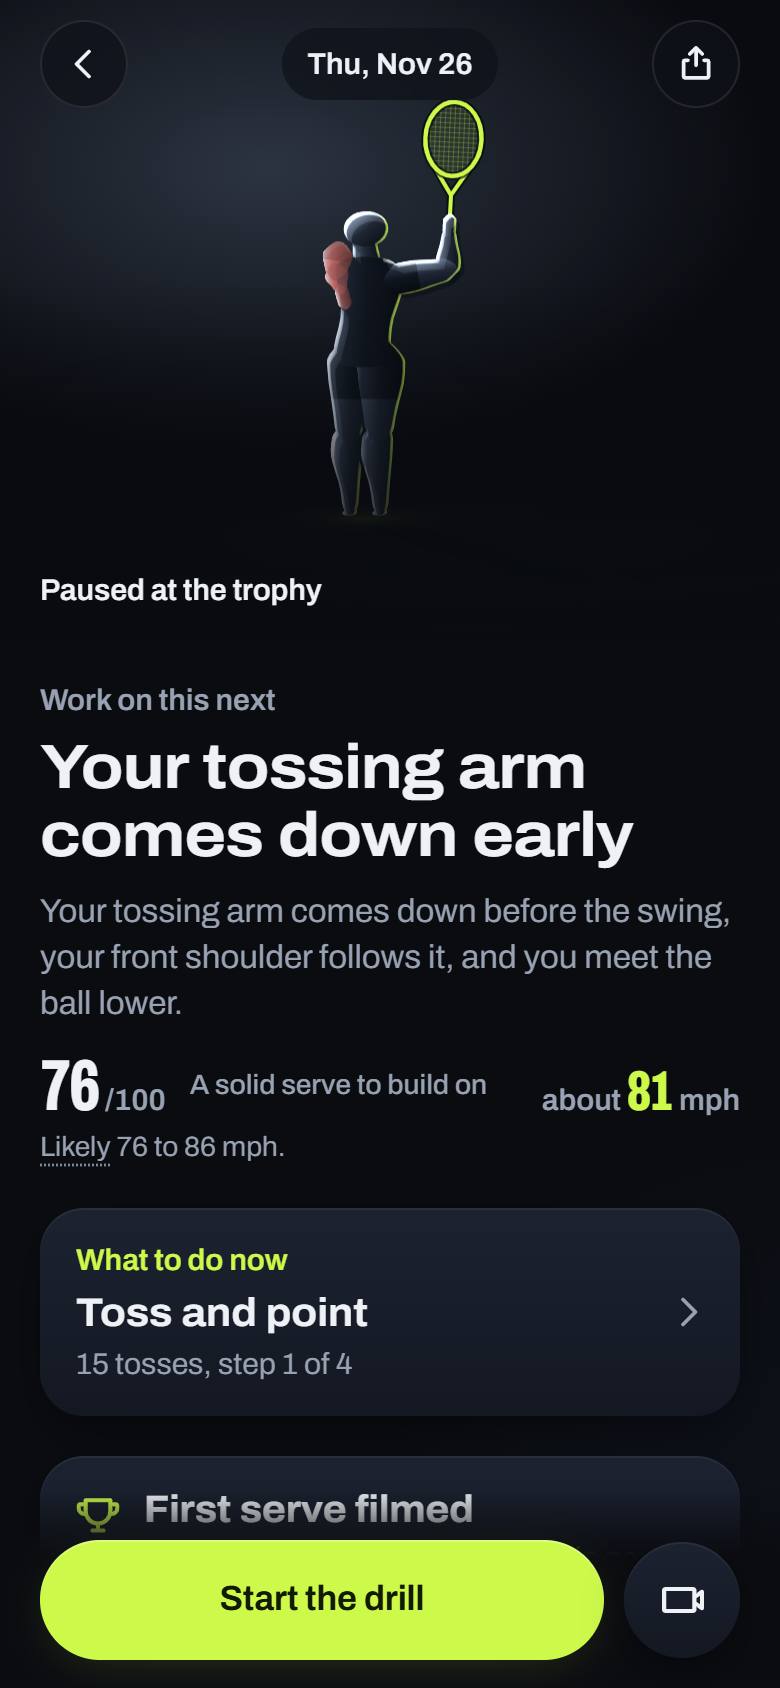 Thu, Nov 26
Paused at the trophy
Work on this next
Your tossing arm
comes down early
Your tossing arm comes down before the swing,
your front shoulder follows it, and you meet the
ball lower.
76/100 A solid serve to build on about 81 mph
Likely 76 to 86 mph.
What to do now
Toss and point
15 tosses, step 1 of 4
First serve filmed
Start the drill